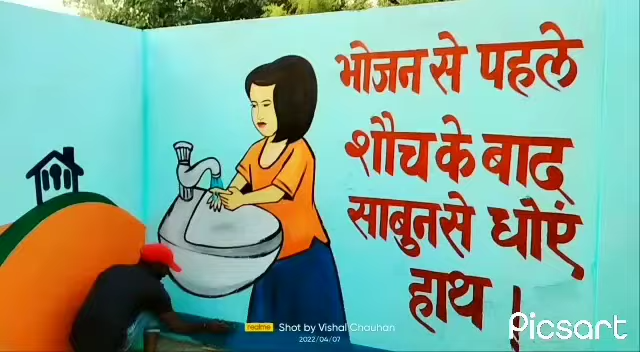 भोजन से पहले
शौच के बाद
साबुन से धोएं
हाथ ।
realme Shot by Vishal Chauhan
2022/04/07
Picsart